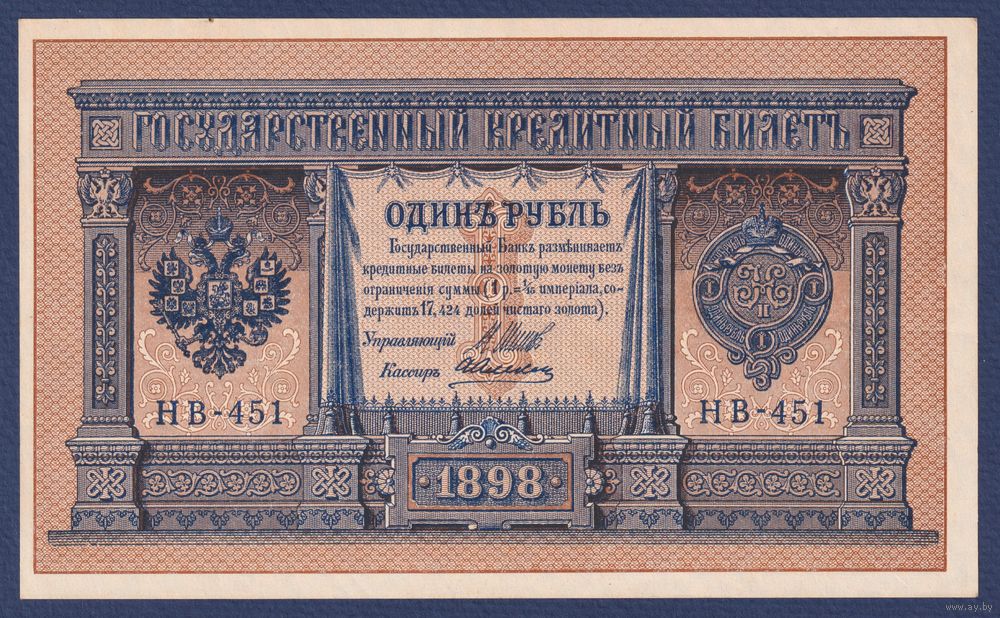 ГОСУДАРСТВЕННЫЙ КРЕДИТНЫЙ БИЛЕТЪ
1
ОДИНЪ РУБЛЬ
Государственный Банкъ размѣниваетъ
кредитные билеты на золотую монету безъ
ограниченія суммы (1 р.= 1/15 имперіала, со-
держитъ 17,424 долей чистаго золота).
Управляющій
Кассиръ
НВ-451
НВ-451
1898
www.ay.by